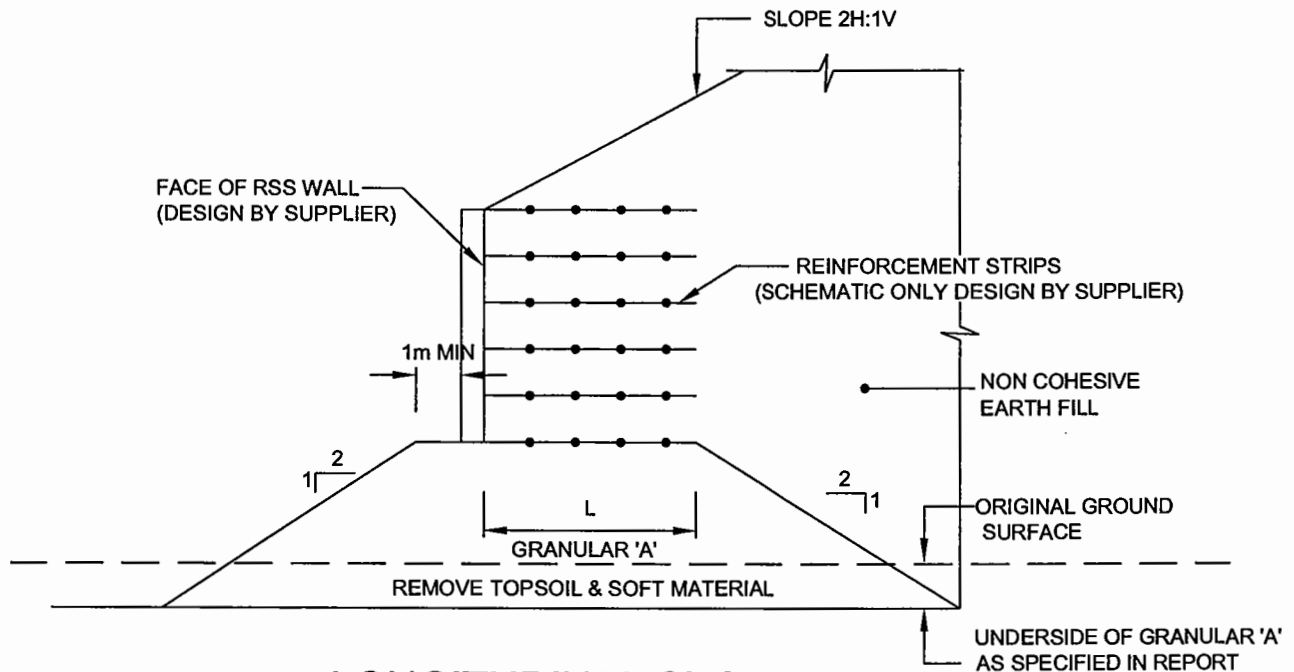 SLOPE 2H:1V
FACE OF RSS WALL
(DESIGN BY SUPPLIER)
REINFORCEMENT STRIPS
(SCHEMATIC ONLY DESIGN BY SUPPLIER)
1m MIN
NON COHESIVE
EARTH FILL
2
1
2
1
L
ORIGINAL GROUND
SURFACE
GRANULAR 'A'
REMOVE TOPSOIL & SOFT MATERIAL
UNDERSIDE OF GRANULAR 'A'
AS SPECIFIED IN REPORT